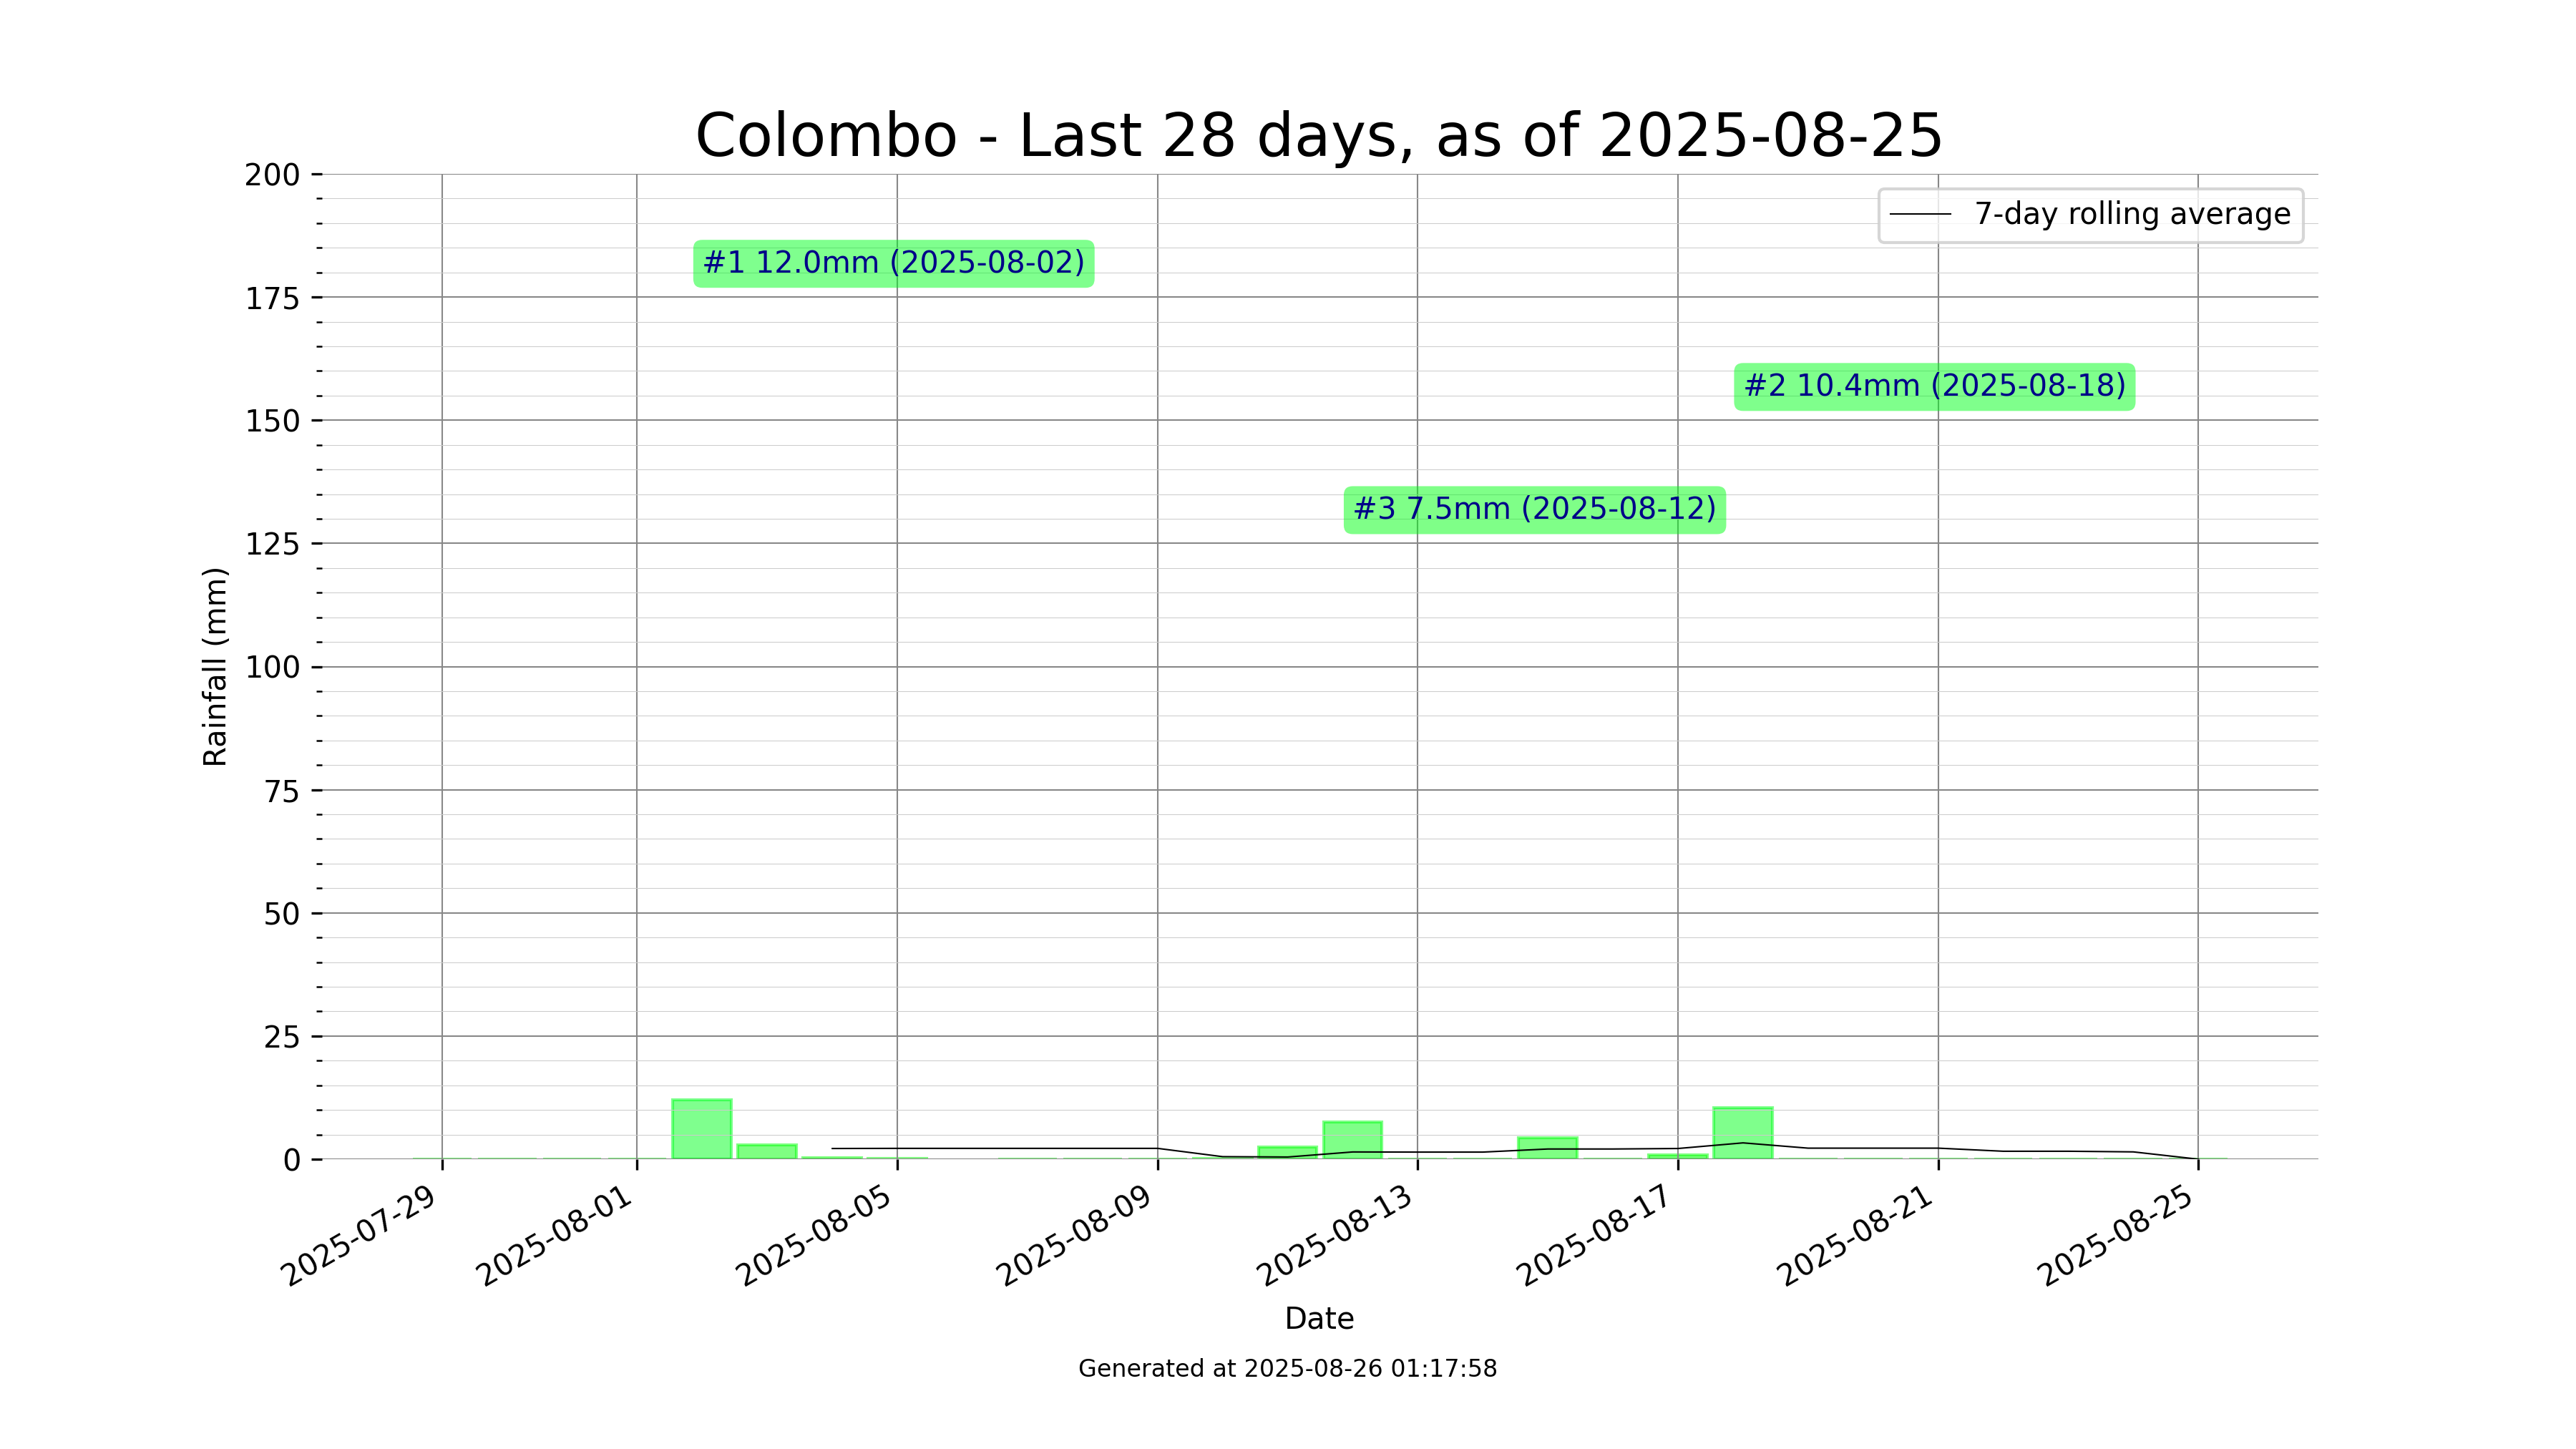 Colombo - Last 28 days, as of 2025-08-25
200
7-day rolling average
#1 12.0mm (2025-08-02)
175
#2 10.4mm (2025-08-18)
150
#3 7.5mm (2025-08-12)
125
Rainfall (mm)
100
75
50
25
0
2025-07-29
2025-08-01
2025-08-05
2025-08-09
2025-08-13
2025-08-17
2025-08-21
2025-08-25
Date
Generated at 2025-08-26 01:17:58